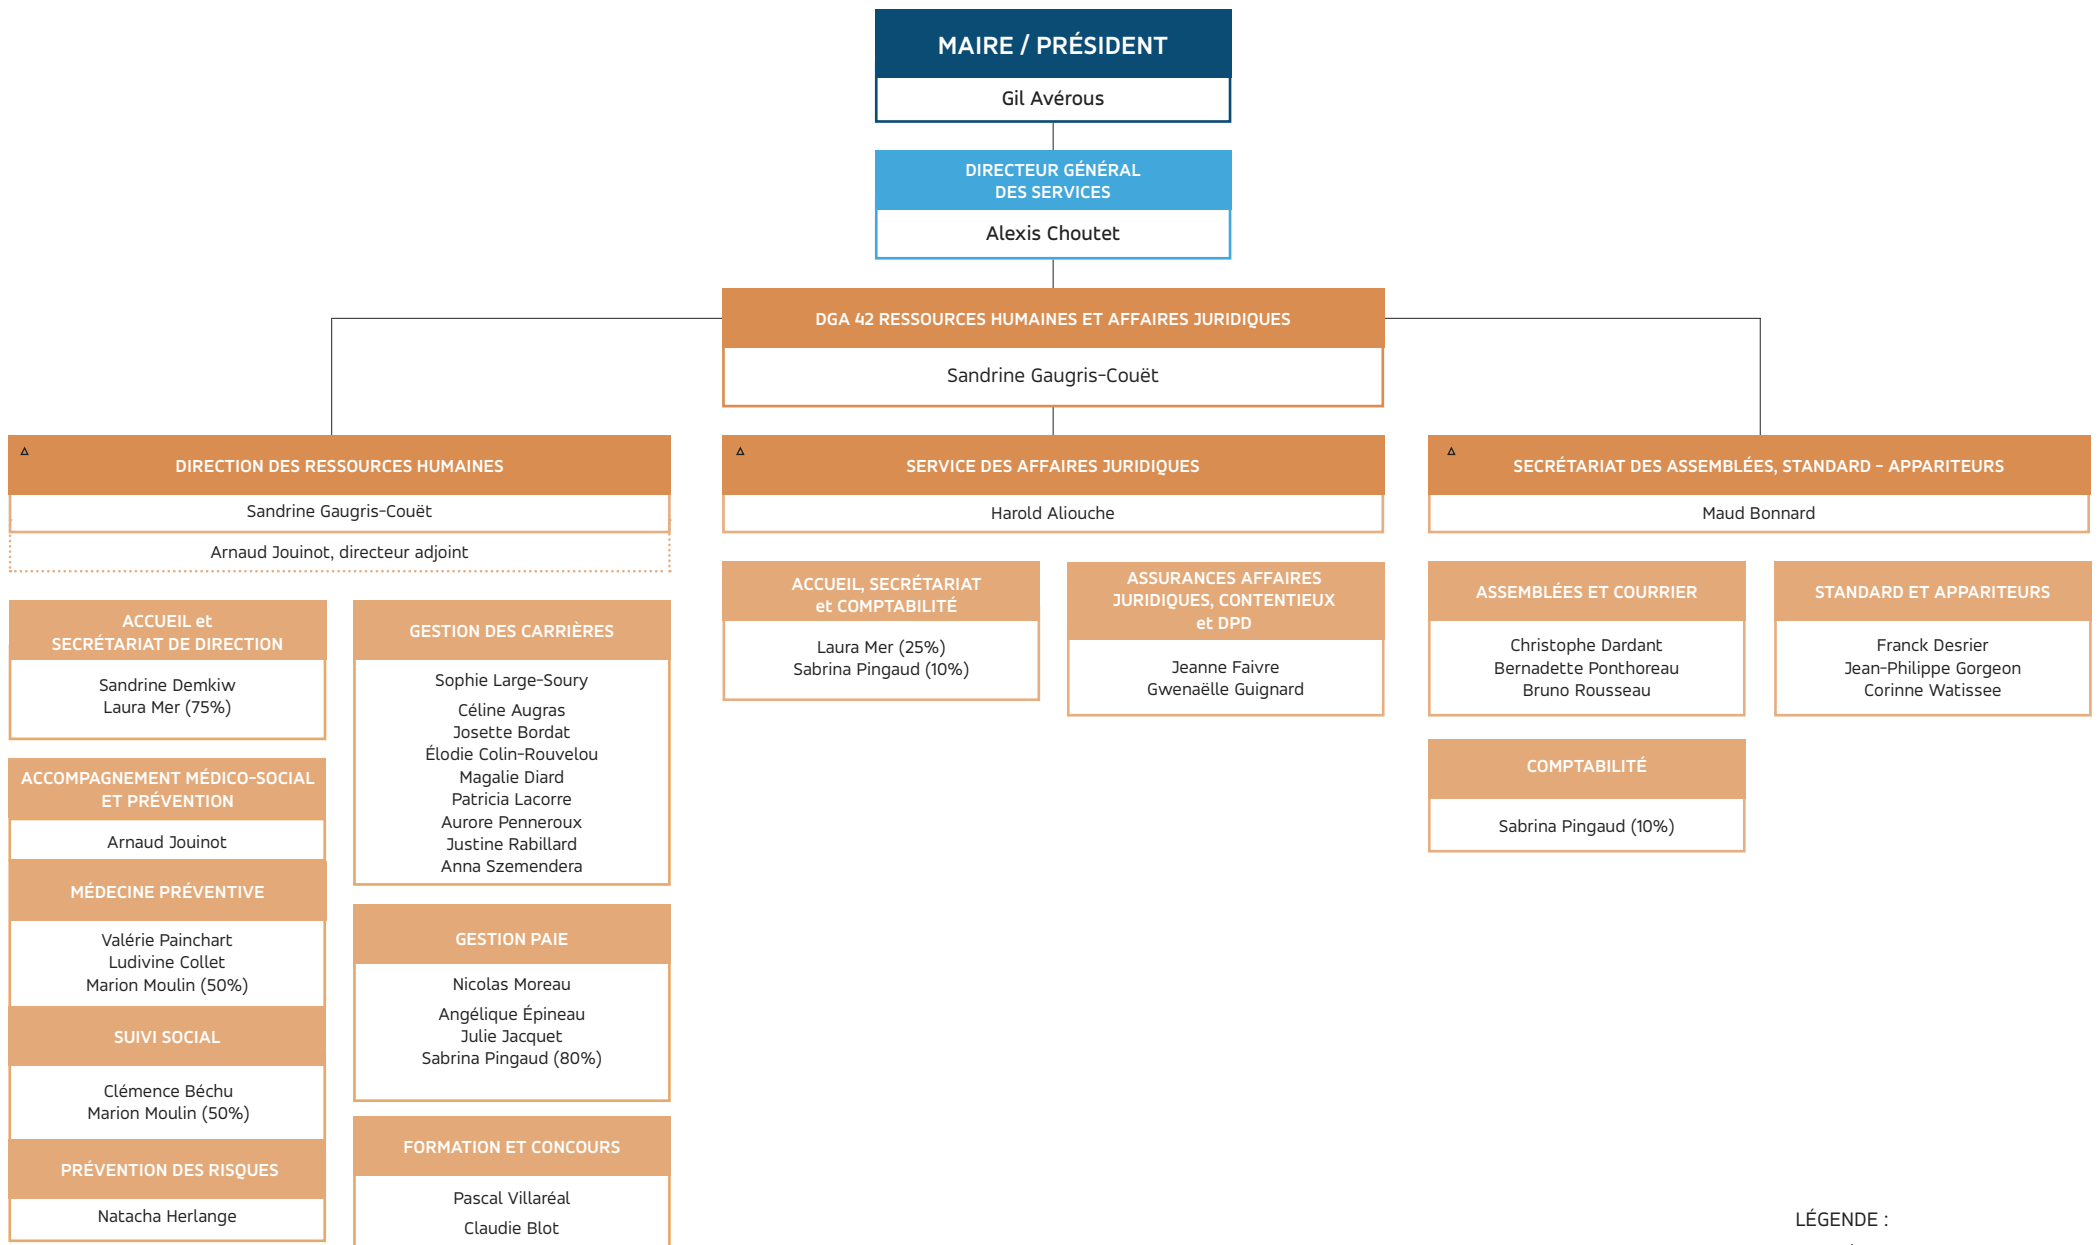 MAIRE / PRÉSIDENT
Gil Avérous
DIRECTEUR GÉNÉRAL
DES SERVICES
Alexis Choutet
DGA 42 RESSOURCES HUMAINES ET AFFAIRES JURIDIQUES
Sandrine Gaugris-Couët
DIRECTION DES RESSOURCES HUMAINES
Sandrine Gaugris-Couët
Arnaud Jouinot, directeur adjoint
ACCUEIL et
SECRÉTARIAT DE DIRECTION
Sandrine Demkiw
Laura Mer (75%)
ACCOMPAGNEMENT MÉDICO-SOCIAL
ET PRÉVENTION
Arnaud Jouinot
MÉDECINE PRÉVENTIVE
Valérie Painchart
Ludivine Collet
Marion Moulin (50%)
SUIVI SOCIAL
Clémence Béchu
Marion Moulin (50%)
PRÉVENTION DES RISQUES
Natacha Herlange
GESTION DES CARRIÈRES
Sophie Large-Soury
Céline Augras
Josette Bordat
Élodie Colin-Rouvelou
Magalie Diard
Patricia Lacorre
Aurore Penneroux
Justine Rabillard
Anna Szemendera
GESTION PAIE
Nicolas Moreau
Angélique Épineau
Julie Jacquet
Sabrina Pingaud (80%)
FORMATION ET CONCOURS
Pascal Villaréal
Claudie Blot
SERVICE DES AFFAIRES JURIDIQUES
Harold Aliouche
ACCUEIL, SECRÉTARIAT
et COMPTABILITÉ
Laura Mer (25%)
Sabrina Pingaud (10%)
ASSURANCES AFFAIRES
JURIDIQUES, CONTENTIEUX
et DPD
Jeanne Faivre
Gwenaëlle Guignard
SECRÉTARIAT DES ASSEMBLÉES, STANDARD - APPARITEURS
Maud Bonnard
ASSEMBLÉES ET COURRIER
Christophe Dardant
Bernadette Ponthoreau
Bruno Rousseau
STANDARD ET APPARITEURS
Franck Desrier
Jean-Philippe Gorgeon
Corinne Watissee
COMPTABILITÉ
Sabrina Pingaud (10%)
LÉGENDE :